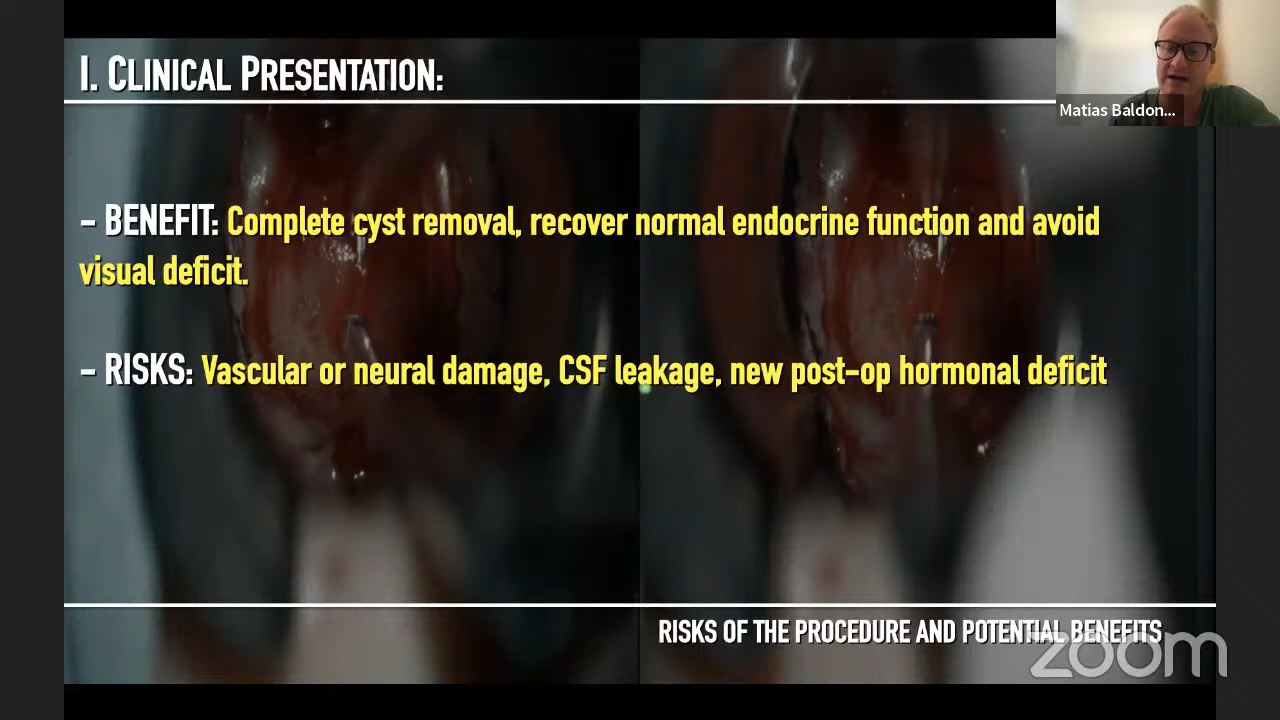 I. CLINICAL PRESENTATION:
Matias Baldon...
- BENEFIT: Complete cyst removal, recover normal endocrine function and avoid
visual deficit.
- RISKS: Vascular or neural damage, CSF leakage, new post-op hormonal deficit
RISKS OF THE PROCEDURE AND POTENTIAL BENEFITS
zoom